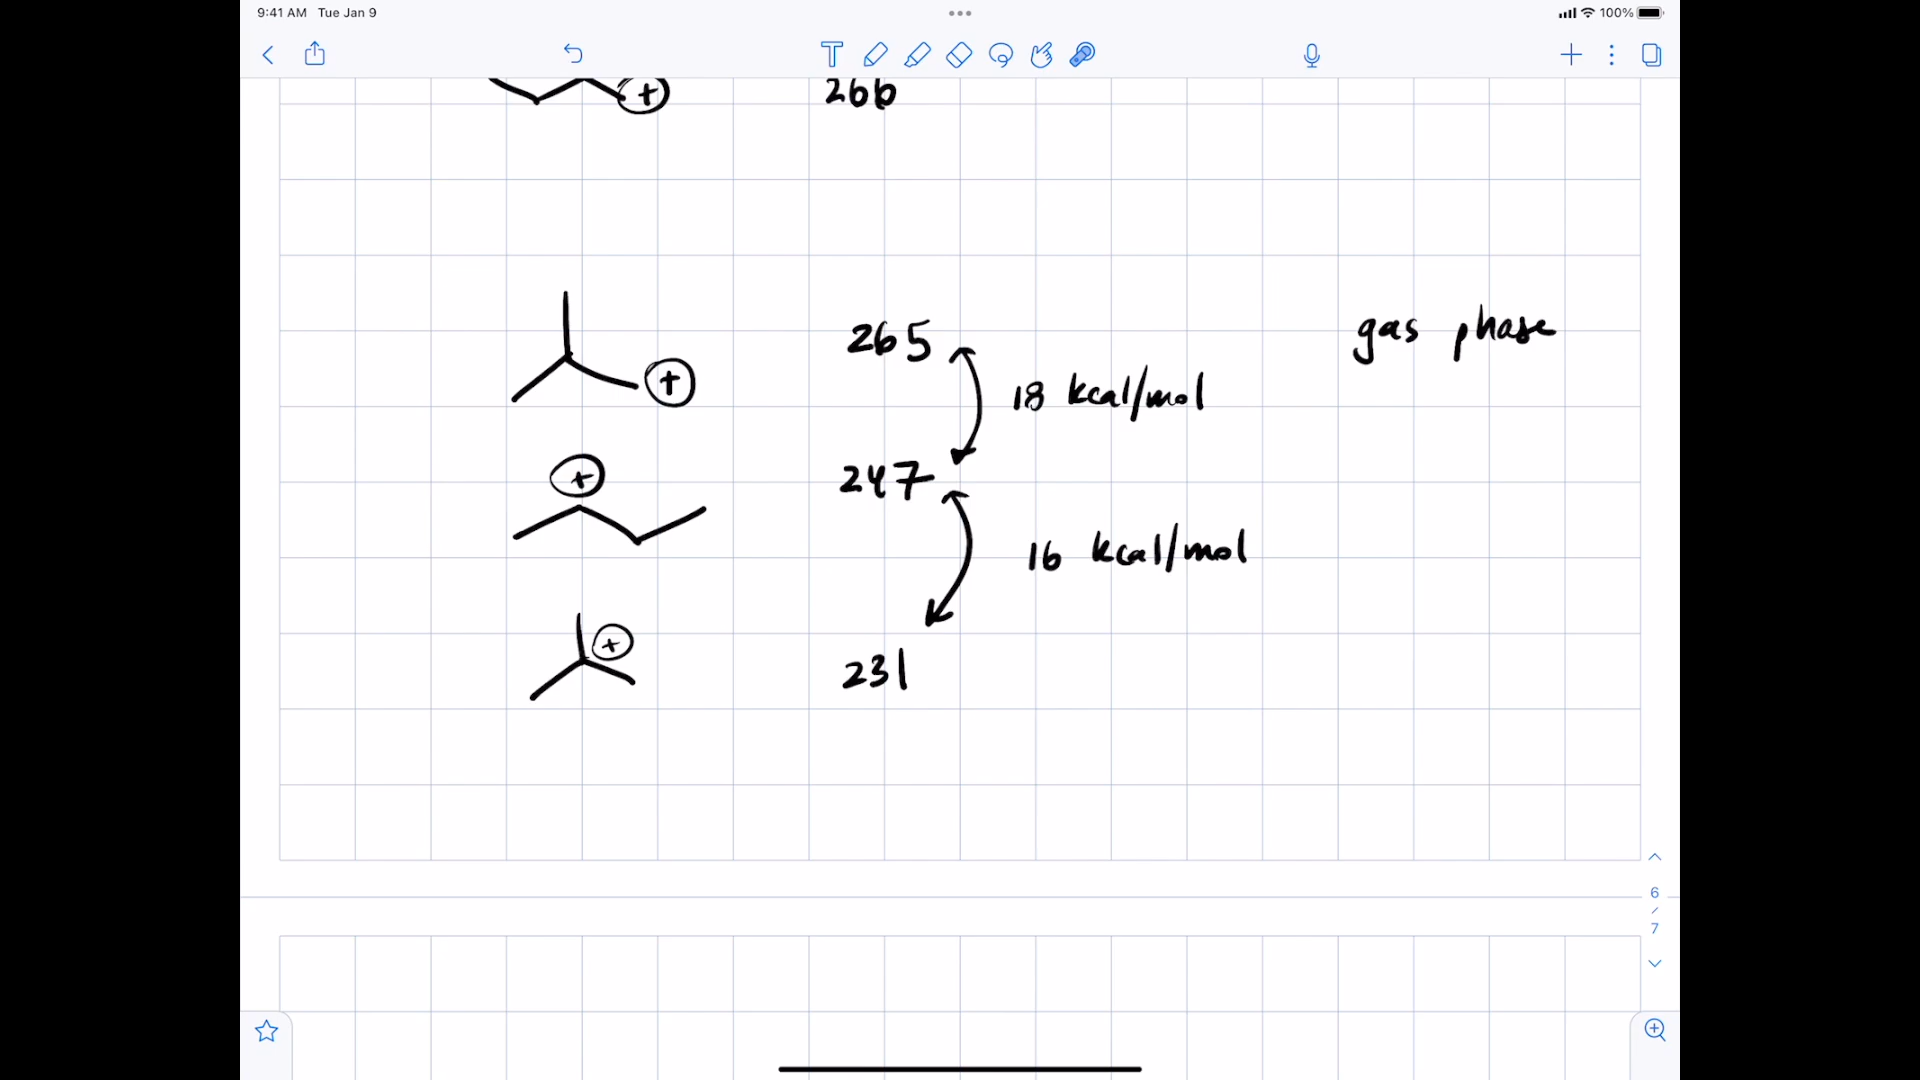 9:41 AM Tue Jan 9
100%
T
+ 266
265
gas phase
+
18 kcal/mol
+ 247
16 kcal/mol
+
231
6
/
7